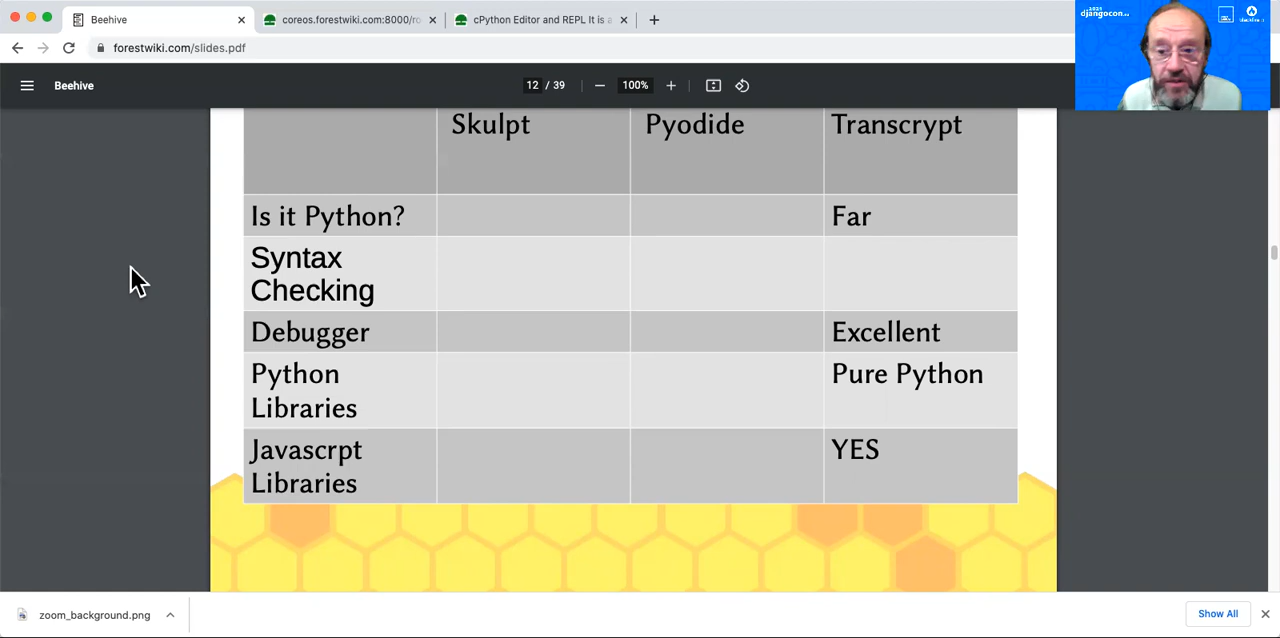 Beehive
coreos.forestwiki.com:8000/ro
cPython Editor and REPL It is a
forestwiki.com/slides.pdf
2021
djangocon
Beehive
12 / 39
100%
Skulpt Pyodide Transcrypt
Is it Python? Far
Syntax
Checking
Debugger Excellent
Python Pure Python
Libraries
Javascrpt YES
Libraries
zoom_background.png
Show All